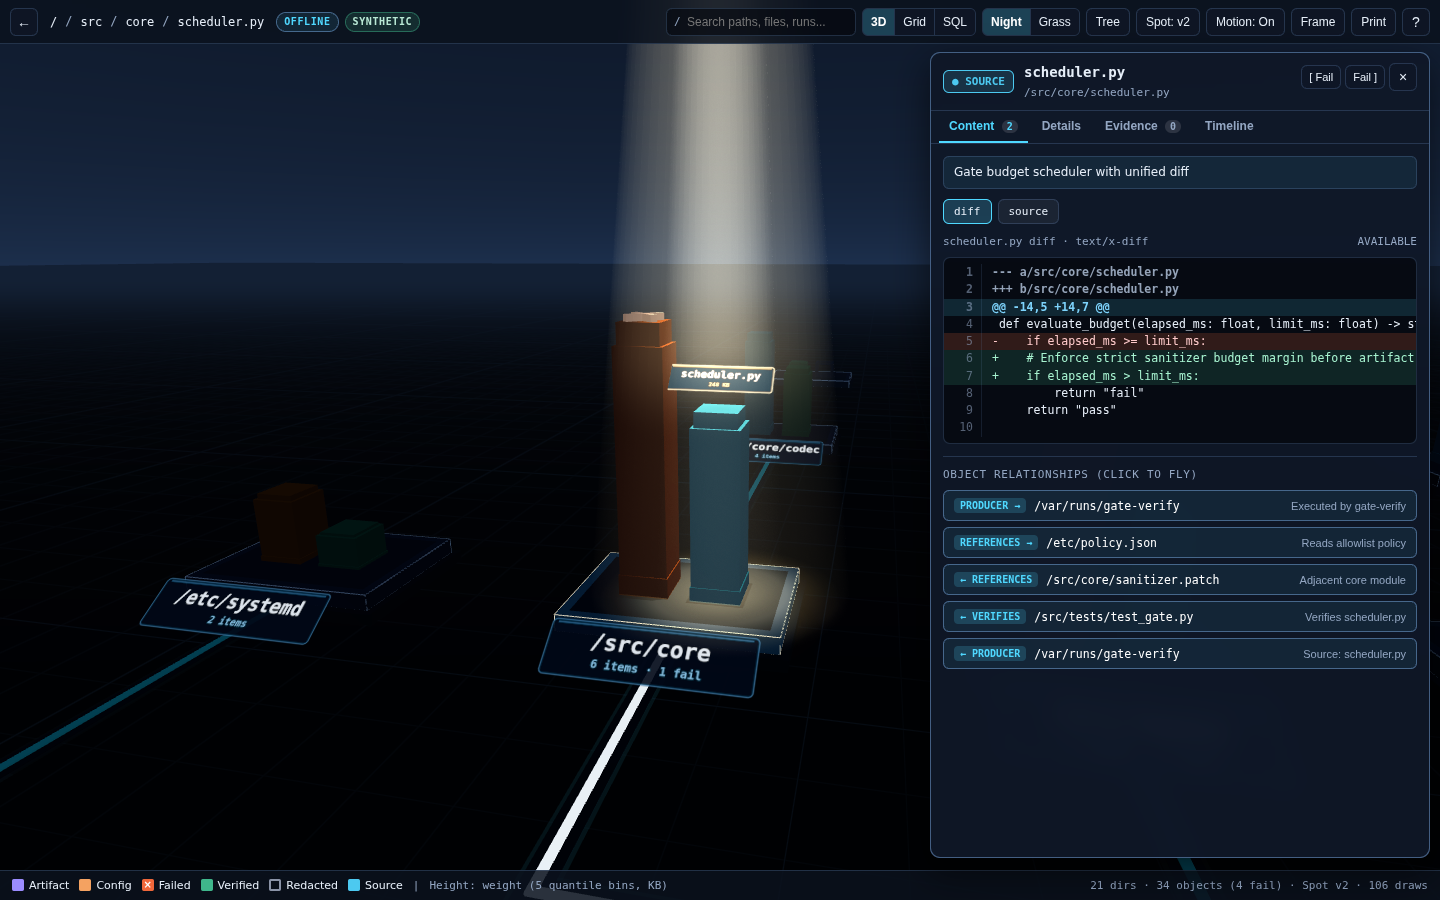 ← / / src / core / scheduler.py OFFLINE SYNTHETIC / Search paths, files, runs... 3D Grid SQL Night Grass Tree Spot: v2 Motion: On Frame Print ?
● SOURCE scheduler.py [ Fail Fail ] ×
/src/core/scheduler.py
Content 2 Details Evidence 0 Timeline
Gate budget scheduler with unified diff
diff source
scheduler.py diff · text/x-diff AVAILABLE
1 --- a/src/core/scheduler.py
2 +++ b/src/core/scheduler.py
3 @@ -14,5 +14,7 @@
4 def evaluate_budget(elapsed_ms: float, limit_ms: float) -> st
5 - if elapsed_ms >= limit_ms:
6 + # Enforce strict sanitizer budget margin before artifact
7 + if elapsed_ms > limit_ms:
8 return "fail"
9 return "pass"
10
OBJECT RELATIONSHIPS (CLICK TO FLY)
PRODUCER → /var/runs/gate-verify Executed by gate-verify
REFERENCES → /etc/policy.json Reads allowlist policy
← REFERENCES /src/core/sanitizer.patch Adjacent core module
← VERIFIES /src/tests/test_gate.py Verifies scheduler.py
← PRODUCER /var/runs/gate-verify Source: scheduler.py
scheduler.py
/core/codec
4 items
/etc/systemd
2 items
/src/core
6 items · 1 fail
Artifact Config Failed Verified Redacted Source | Height: weight (5 quantile bins, KB) 21 dirs · 34 objects (4 fail) · Spot v2 · 106 draws